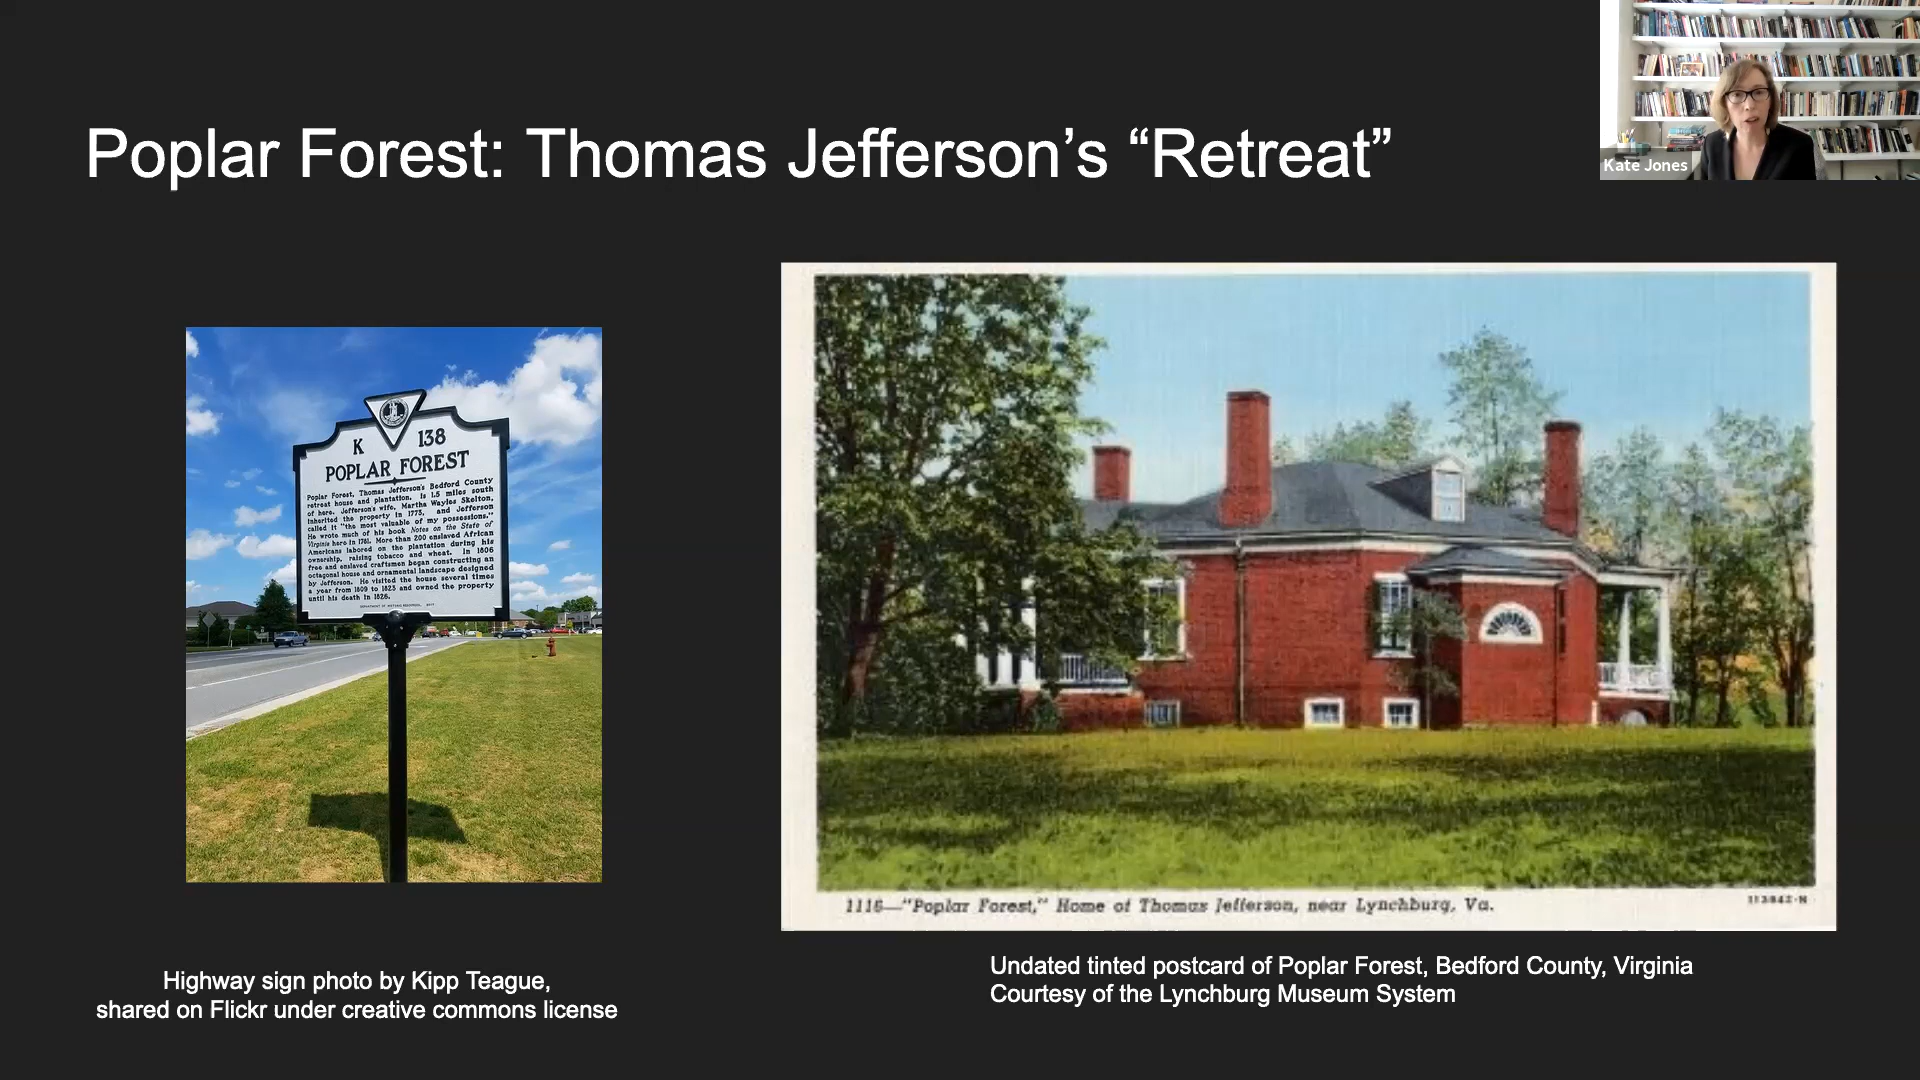 Poplar Forest: Thomas Jefferson’s “Retreat”
Kate Jones
K 138
POPLAR FOREST
Poplar Forest, Thomas Jefferson's Bedford County
retreat house and plantation, is 1.5 miles south
of here. Jefferson's wife, Martha Wayles Skelton,
inherited the property in 1773, and Jefferson
called it "the most valuable of my possessions."
He wrote much of his book Notes on the State of
Virginia here in 1781. More than 200 enslaved African
Americans labored on the plantation during his
ownership, raising tobacco and wheat. In 1806
free and enslaved craftsmen began constructing an
octagonal house and ornamental landscape designed
by Jefferson. He visited the house several times
a year from 1809 to 1823 and owned the property
until his death in 1826.
DEPARTMENT OF HISTORIC RESOURCES,
1116—"Poplar Forest," Home of Thomas Jefferson, near Lynchburg, Va.
113842-N
Highway sign photo by Kipp Teague,
shared on Flickr under creative commons license
Undated tinted postcard of Poplar Forest, Bedford County, Virginia
Courtesy of the Lynchburg Museum System